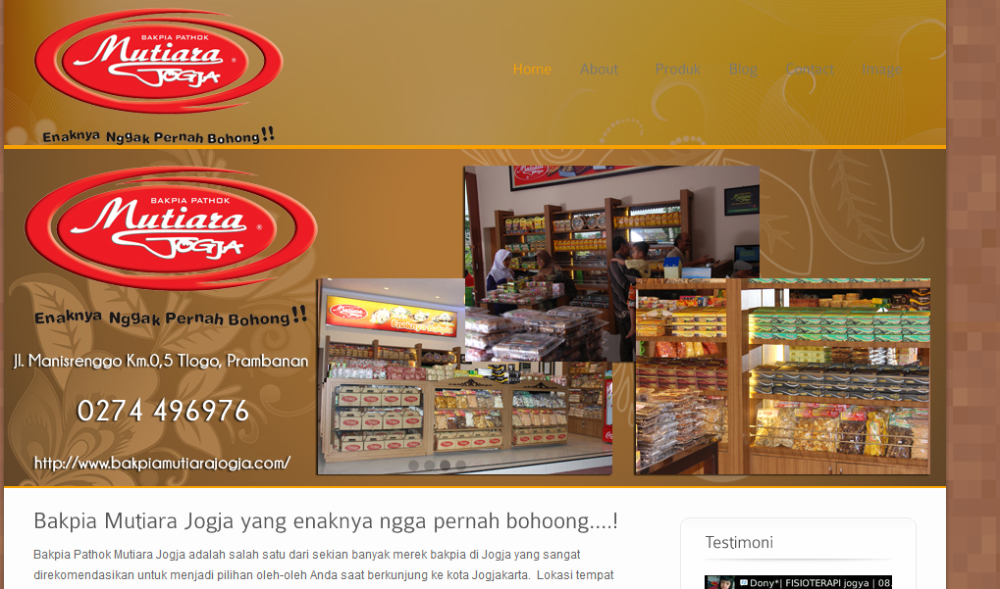 BAKPIA PATHOK
Mutiara
JOGJA
Enaknya Nggak Pernah Bohong!!
Home About Produk Blog Contact Image
BAKPIA PATHOK
Mutiara
JOGJA
Enaknya Nggak Pernah Bohong!!
Jl. Manisrenggo Km.0,5 Tlogo, Prambanan
0274 496976
http://www.bakpiamutiarajogja.com/
Mutiara
Bakpia Mutiara Jogja yang enaknya ngga pernah bohoong....!
Bakpia Pathok Mutiara Jogja adalah salah satu dari sekian banyak merek bakpia di Jogja yang sangat
direkomendasikan untuk menjadi pilihan oleh-oleh Anda saat berkunjung ke kota Jogjakarta. Lokasi tempat
Testimoni
Dony*| FISIOTERAPI jogya | 08.